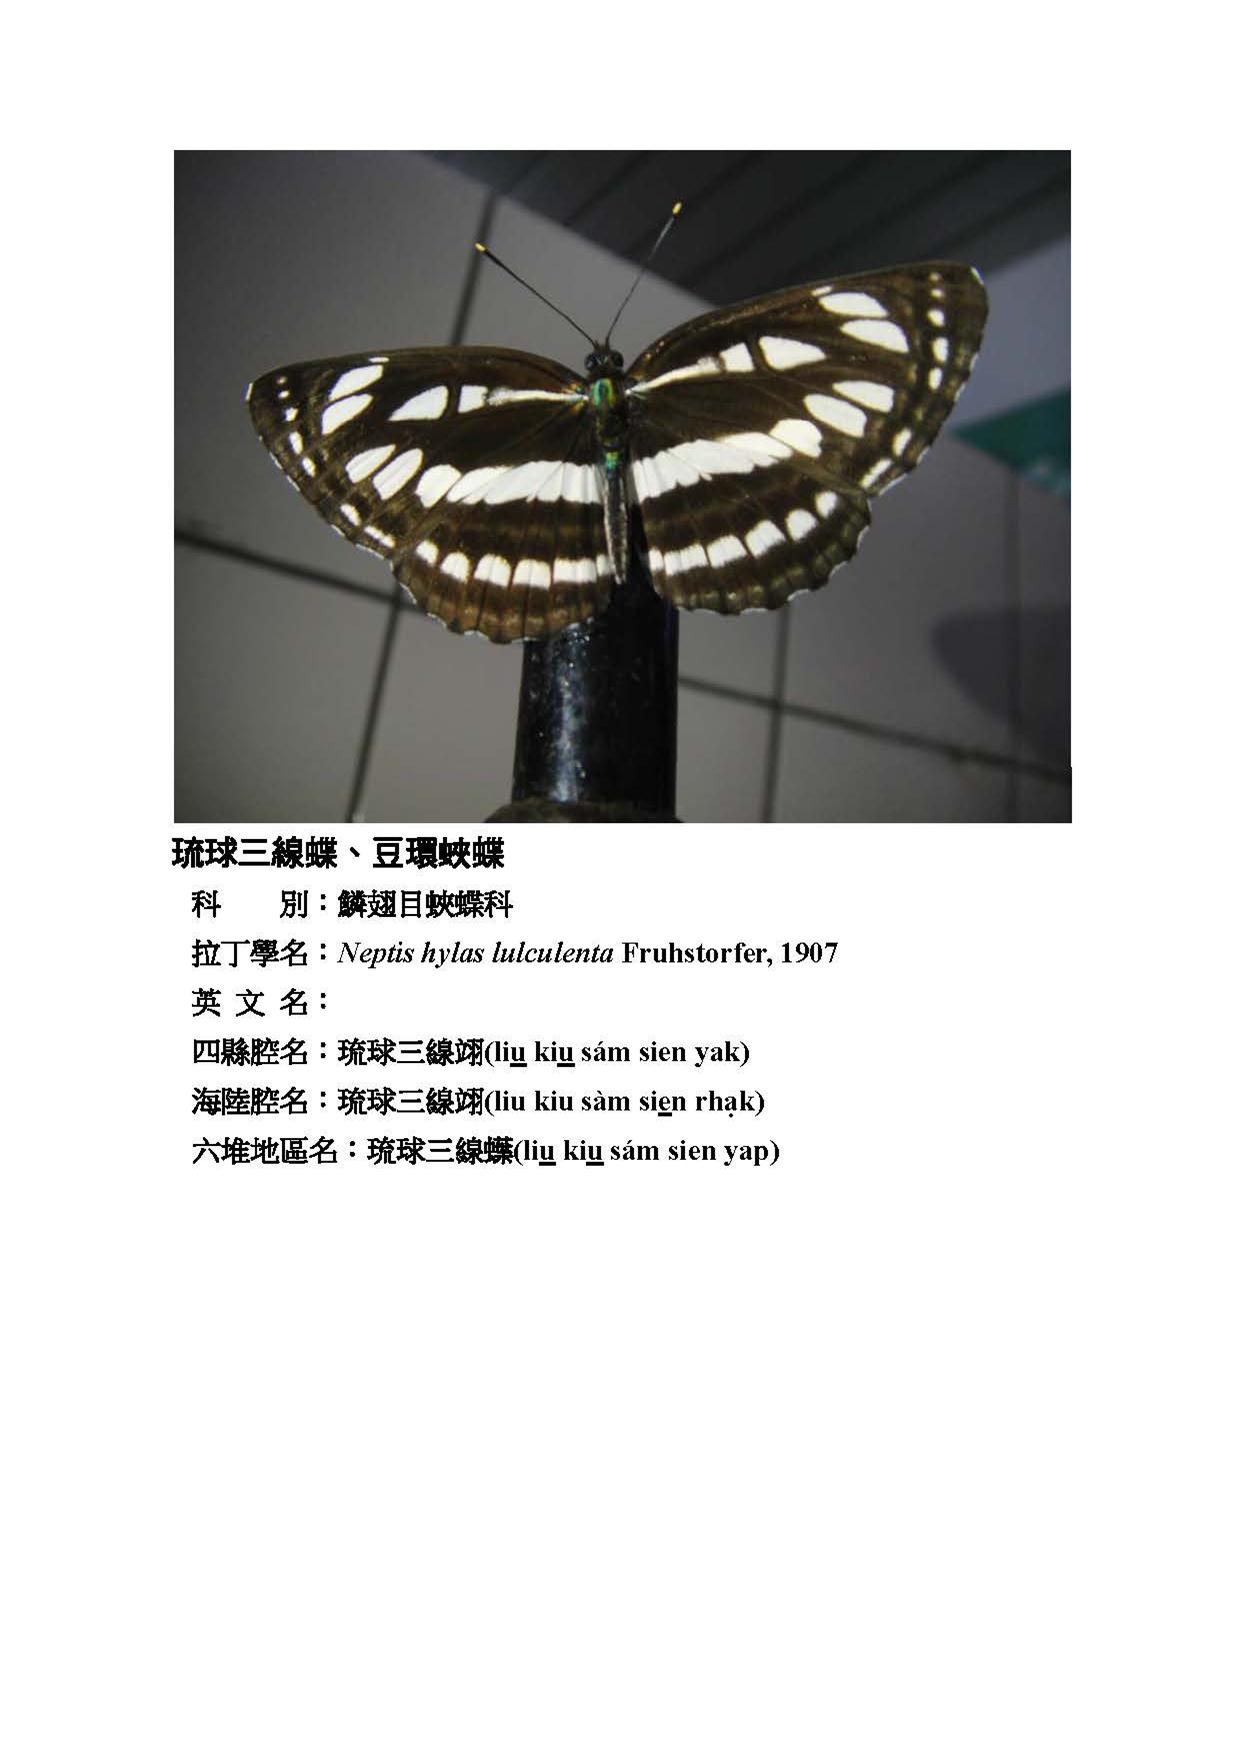 琉球三線蝶、豆環蛺蝶
科　　別：鱗翅目蛺蝶科
拉丁學名：Neptis hylas lulculenta Fruhstorfer, 1907
英 文 名：
四縣腔名：琉球三線翊(liu̲ kiu̲ sám sien yak)
海陸腔名：琉球三線翊(liu kiu sàm sie̲n rhạk)
六堆地區名：琉球三線蠂(liu̲ kiu̲ sám sien yap)